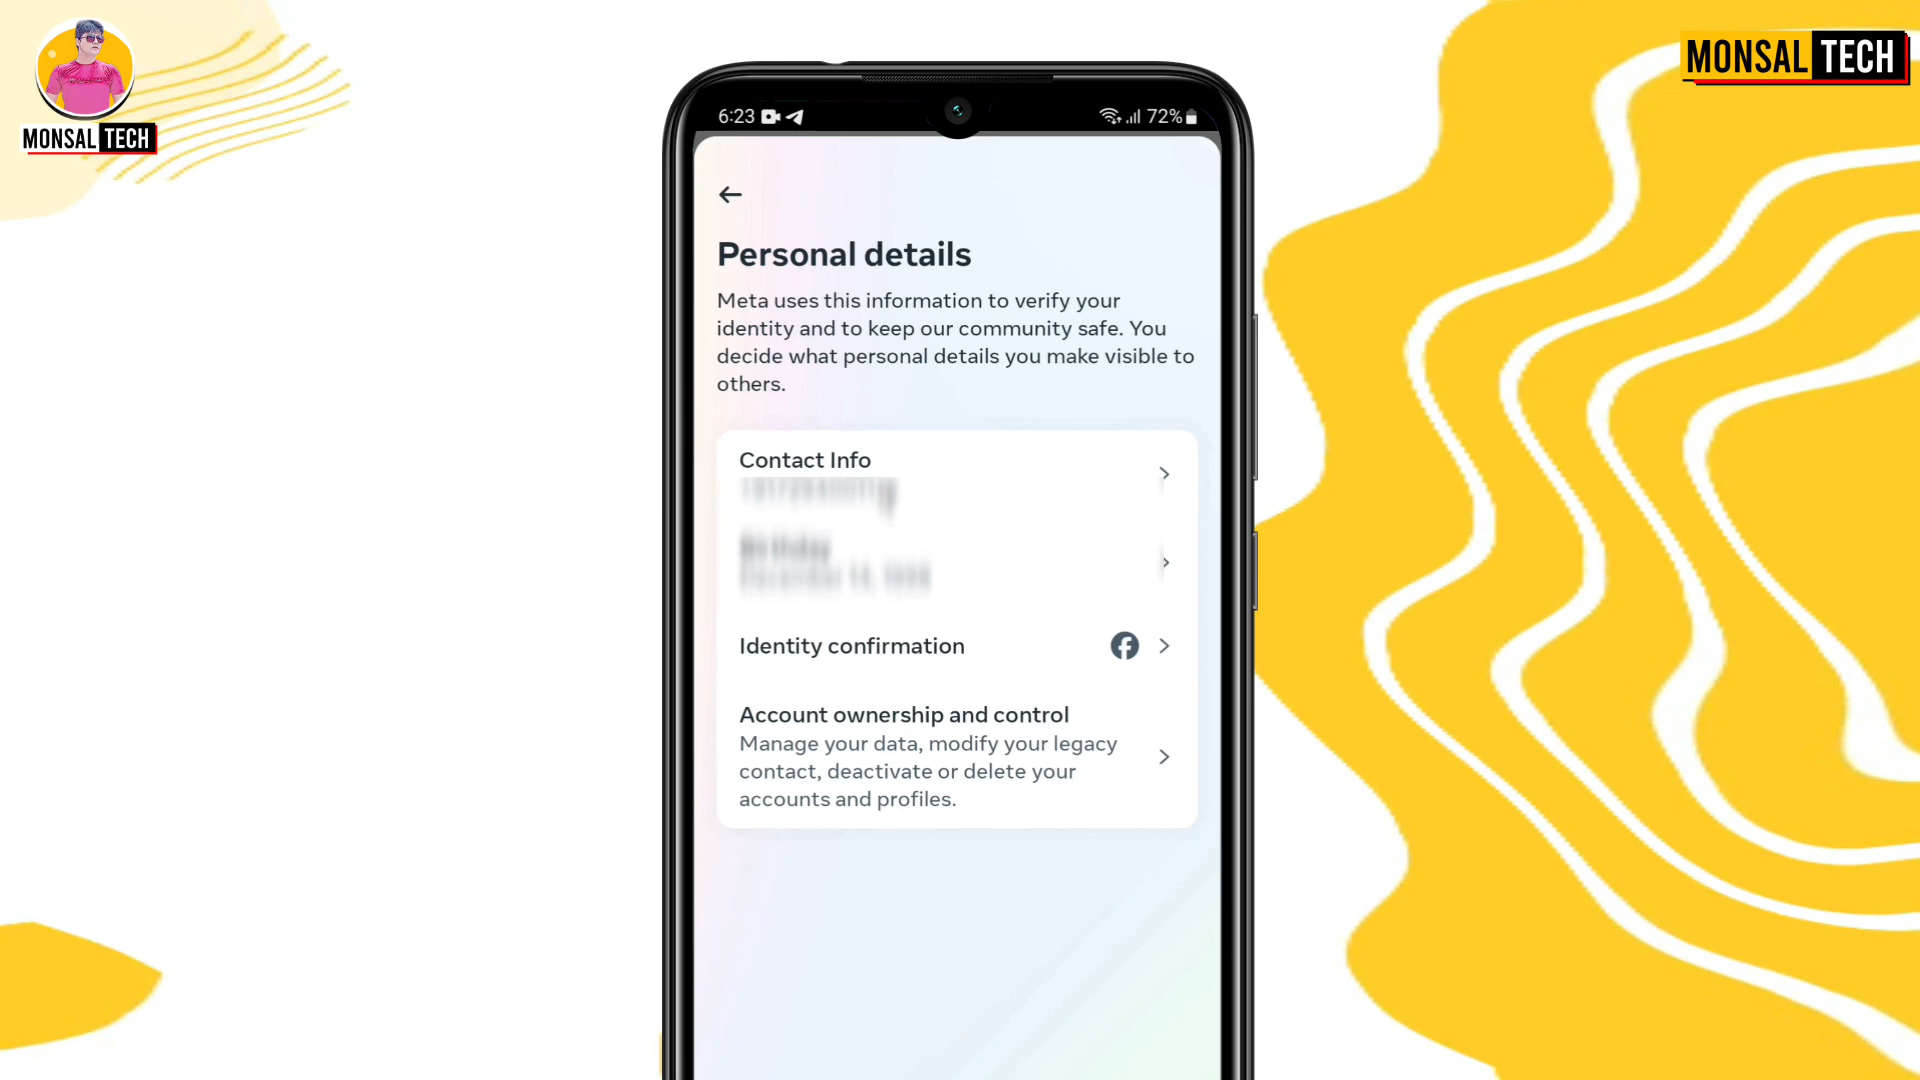 MONSAL TECH
MONSAL TECH
6:23
72%
Personal details
Meta uses this information to verify your
identity and to keep our community safe. You
decide what personal details you make visible to
others.
Contact Info
Birthday
Identity confirmation
Account ownership and control
Manage your data, modify your legacy
contact, deactivate or delete your
accounts and profiles.